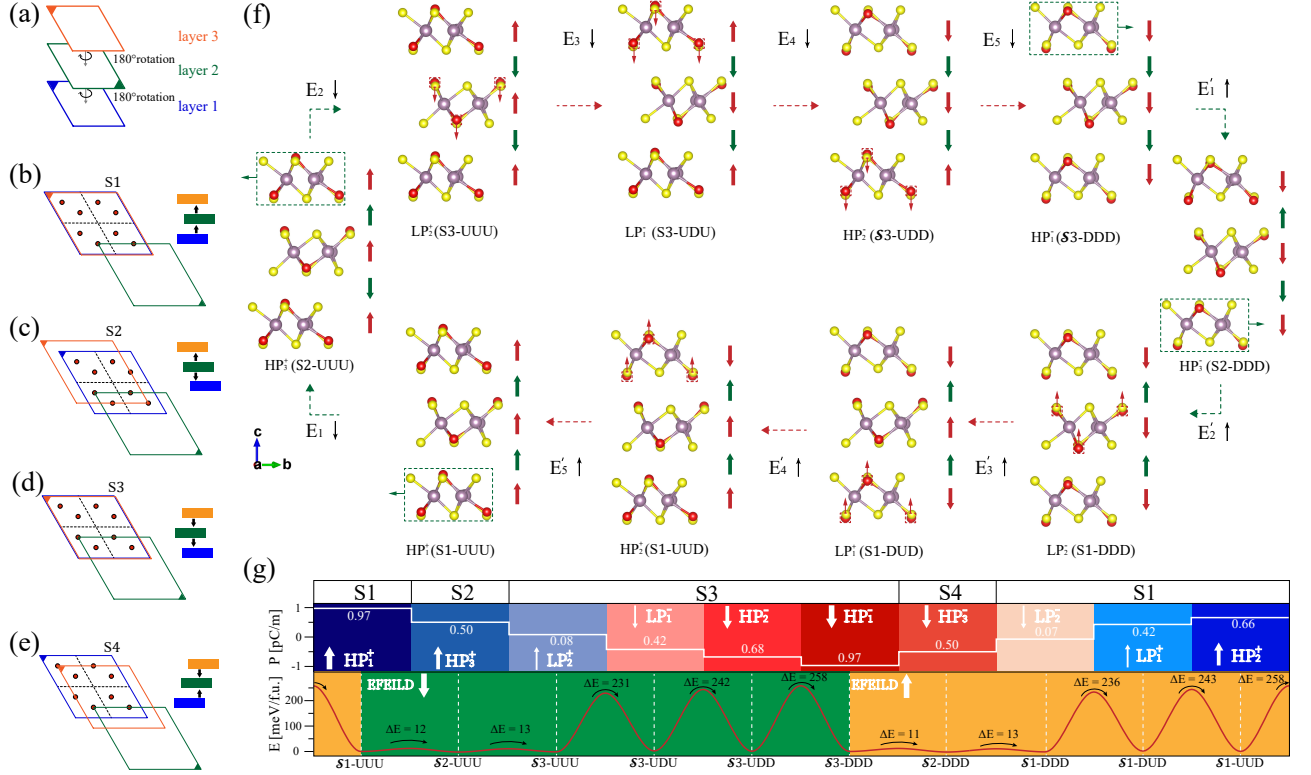 (a)
layer 3
180°rotation
layer 2
180°rotation
layer 1
(b)
S1
(c)
S2
(d)
S3
(e)
S4
(f)
E₂
E₃
E₄
E₅
E₁′
LP₂⁺(S3-UUU)
LP₁⁻ (S3-UDU)
HP₂⁻ (S3-UDD)
HP₁⁻(S3-DDD)
HP₃⁺(S2-UUU)
HP₃⁻(S2-DDD)
E₁
E₅′
E₄′
E₃′
E₂′
c
a
b
HP₁⁺(S1-UUU)
HP₂⁺(S1-UUD)
LP₁⁺ (S1-DUD)
LP₂⁻ (S1-DDD)
(g)
S1 S2 S3 S4 S1
P [pC/m]
1
0
-1
0.97 0.50 0.08 0.42 0.68 0.97 0.50 0.07 0.42 0.66
HP₁⁺ HP₃⁺ LP₂⁺ LP₁⁻ HP₂⁻ HP₁⁻ HP₃⁻ LP₂⁻ LP₁⁺ HP₂⁺
E [meV/f.u.]
200
100
0
EFEILD EFEILD
ΔE = 12 ΔE = 13 ΔE = 231 ΔE = 242 ΔE = 258 ΔE = 11 ΔE = 13 ΔE = 236 ΔE = 243 ΔE = 258
S1-UUU S2-UUU S3-UUU S3-UDU S3-UDD S3-DDD S2-DDD S1-DDD S1-DUD S1-UUD